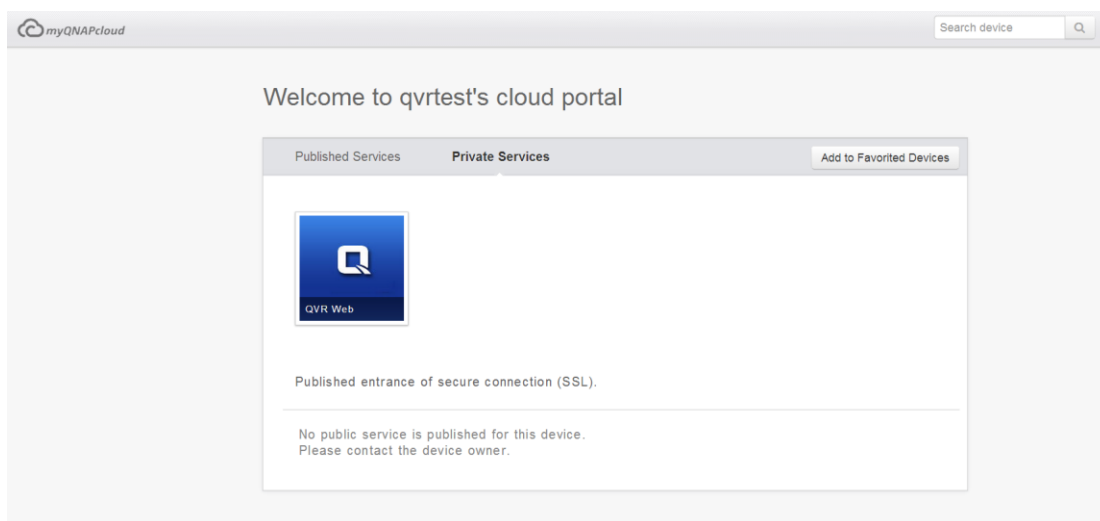 myQNAPcloud
Search device
Welcome to qvrtest's cloud portal
Published Services
Private Services
Add to Favorited Devices
Q
QVR Web
Published entrance of secure connection (SSL).
No public service is published for this device.
Please contact the device owner.